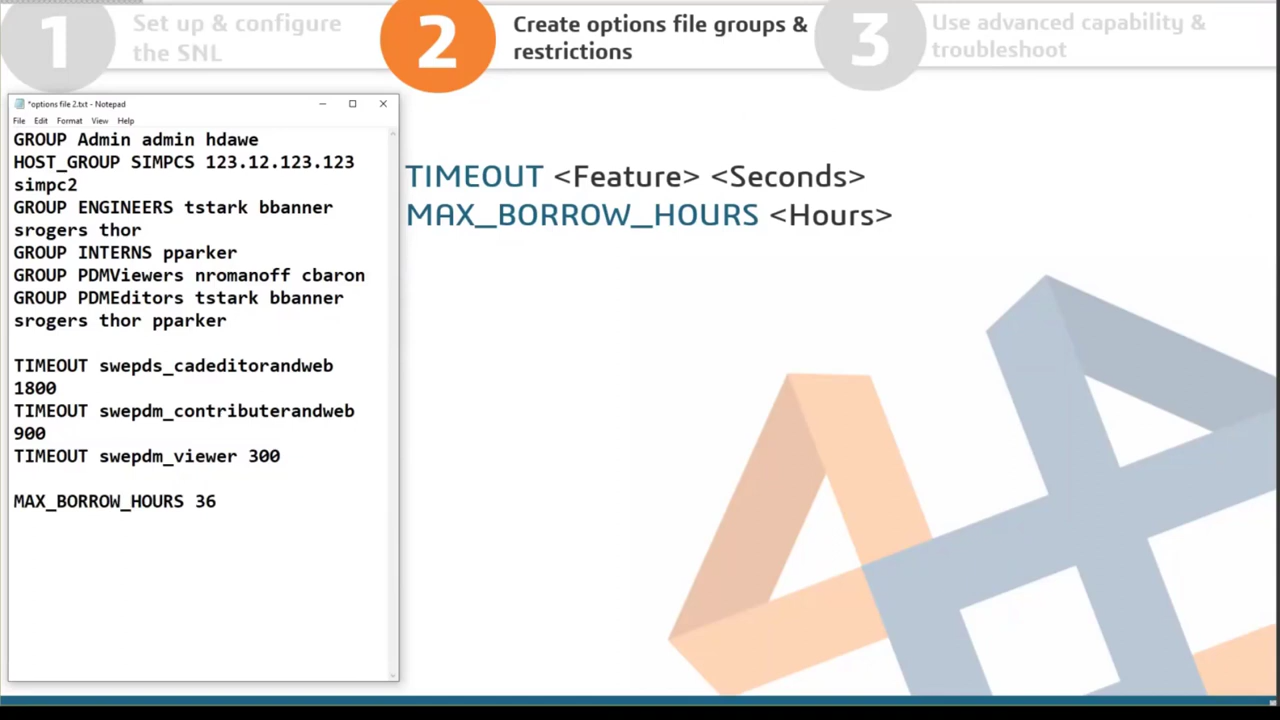 1
Set up & configure
the SNL
2
Create options file groups &
restrictions
3
Use advanced capability &
troubleshoot
*options file 2.txt - Notepad
File Edit Format View Help
GROUP Admin admin hdawe
HOST_GROUP SIMPCS 123.12.123.123
simpc2
GROUP ENGINEERS tstark bbanner
srogers thor
GROUP INTERNS pparker
GROUP PDMViewers nromanoff cbaron
GROUP PDMEditors tstark bbanner
srogers thor pparker
TIMEOUT swepds_cadeditorandweb
1800
TIMEOUT swepdm_contributerandweb
900
TIMEOUT swepdm_viewer 300
MAX_BORROW_HOURS 36
TIMEOUT <Feature> <Seconds>
MAX_BORROW_HOURS <Hours>